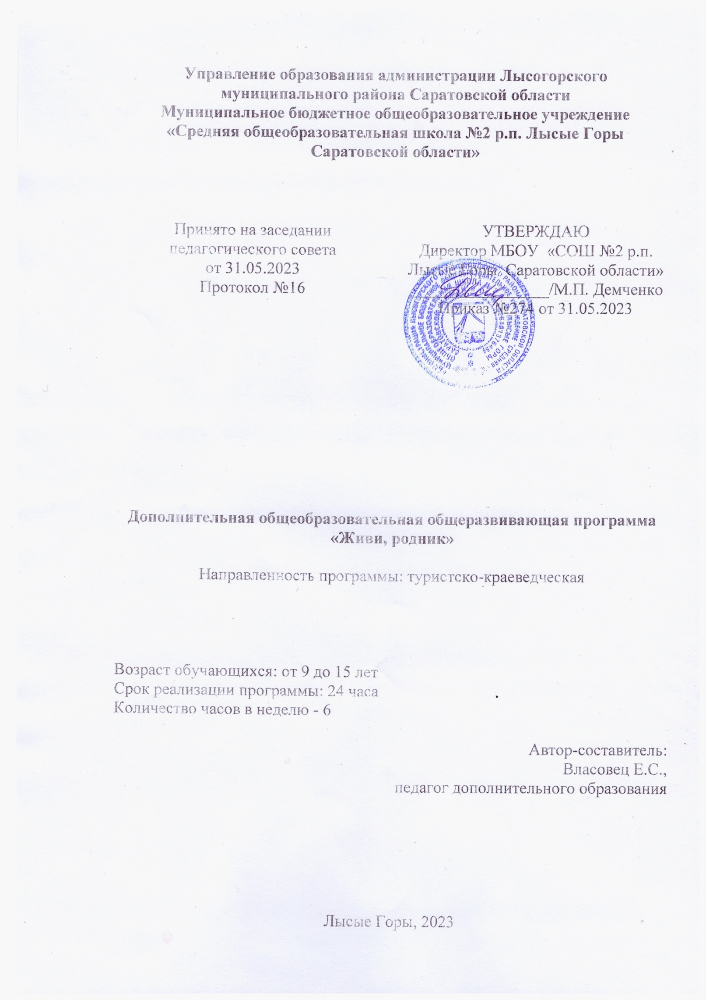 Управление образования администрации Лысогорского
муниципального района Саратовской области
Муниципальное бюджетное общеобразовательное учреждение
«Средняя общеобразовательная школа №2 р.п. Лысые Горы
Саратовской области»
Принято на заседании
педагогического совета
от 31.05.2023
Протокол №16
УТВЕРЖДАЮ
Директор МБОУ «СОШ №2 р.п.
Лысые Горы Саратовской области»
/М.П. Демченко
Приказ №274 от 31.05.2023
Дополнительная общеобразовательная общеразвивающая программа
«Живи, родник»
Направленность программы: туристско-краеведческая
Возраст обучающихся: от 9 до 15 лет
Срок реализации программы: 24 часа
Количество часов в неделю - 6
Автор-составитель:
Власовец Е.С.,
педагог дополнительного образования
Лысые Горы, 2023